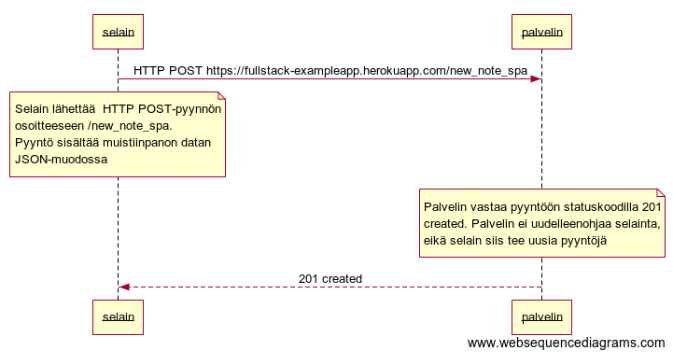 selain
palvelin
HTTP POST https://fullstack-exampleapp.herokuapp.com/new_note_spa
Selain lähettää  HTTP POST-pyynnön
osoitteeseen /new_note_spa.
Pyyntö sisältää muistiinpanon datan
JSON-muodossa
Palvelin vastaa pyyntöön statuskoodilla 201
created. Palvelin ei uudelleenohjaa selainta,
eikä selain siis tee uusia pyyntöjä
201 created
selain
palvelin
www.websequencediagrams.com